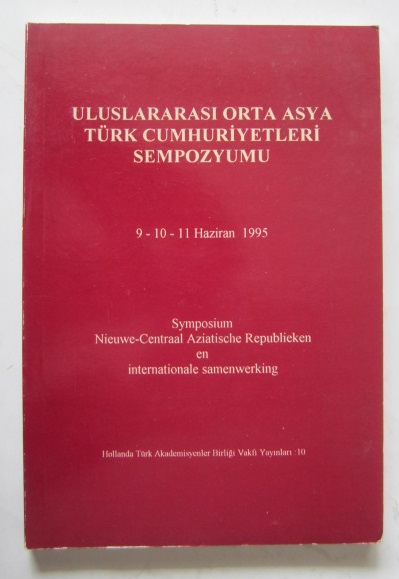 ULUSLARARASI ORTA ASYA
TÜRK CUMHURİYETLERİ
SEMPOZYUMU
9 - 10 - 11 Haziran 1995
Symposium
Nieuwe-Centraal Aziatische Republieken
en
internationale samenwerking
Hollanda Türk Akademisyenler Birliği Vakfi Yayınları :10